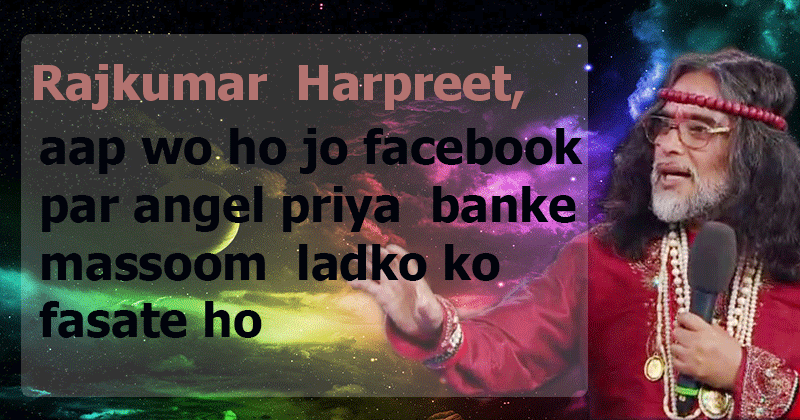 Rajkumar Harpreet,
aap wo ho jo facebook
par angel priya banke
massoom ladko ko
fasate ho